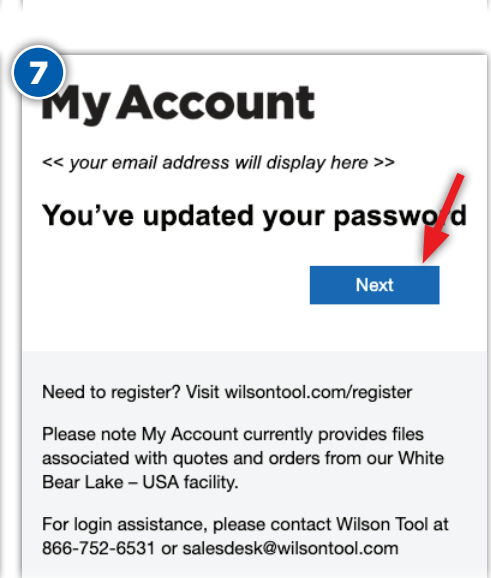 7
My Account
<< your email address will display here >>
You’ve updated your password
Next
Need to register? Visit wilsontool.com/register
Please note My Account currently provides files
associated with quotes and orders from our White
Bear Lake – USA facility.
For login assistance, please contact Wilson Tool at
866-752-6531 or salesdesk@wilsontool.com